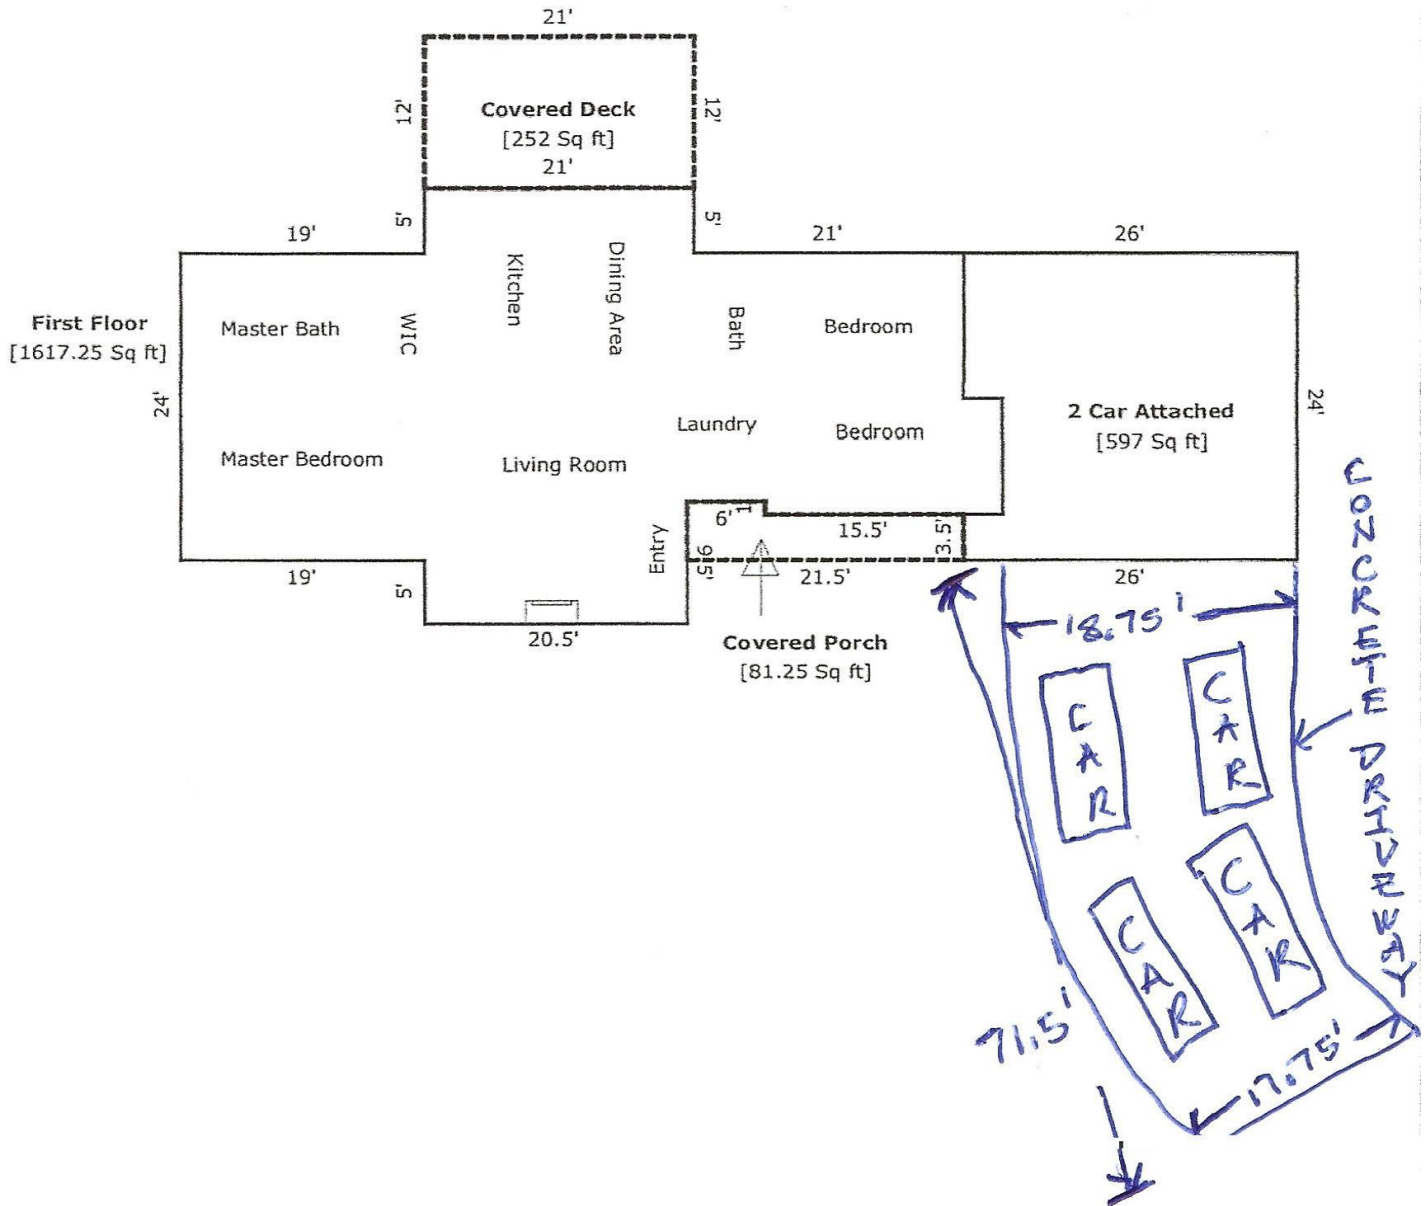 21'
12'
Covered Deck
[252 Sq ft]
12'
21'
5'
5'
19'
21'
26'
First Floor
[1617.25 Sq ft]
Master Bath
WIC
Kitchen
Dining Area
Bath
Bedroom
24'
2 Car Attached
[597 Sq ft]
24'
Laundry
Bedroom
Master Bedroom
Living Room
Entry
6'
1'
15.5'
3.5'
9.5'
21.5'
19'
5'
26'
20.5'
Covered Porch
[81.25 Sq ft]
18.75'
CAR
CAR
CAR
CAR
CONCRETE DRIVEWAY
71.5'
17.75'